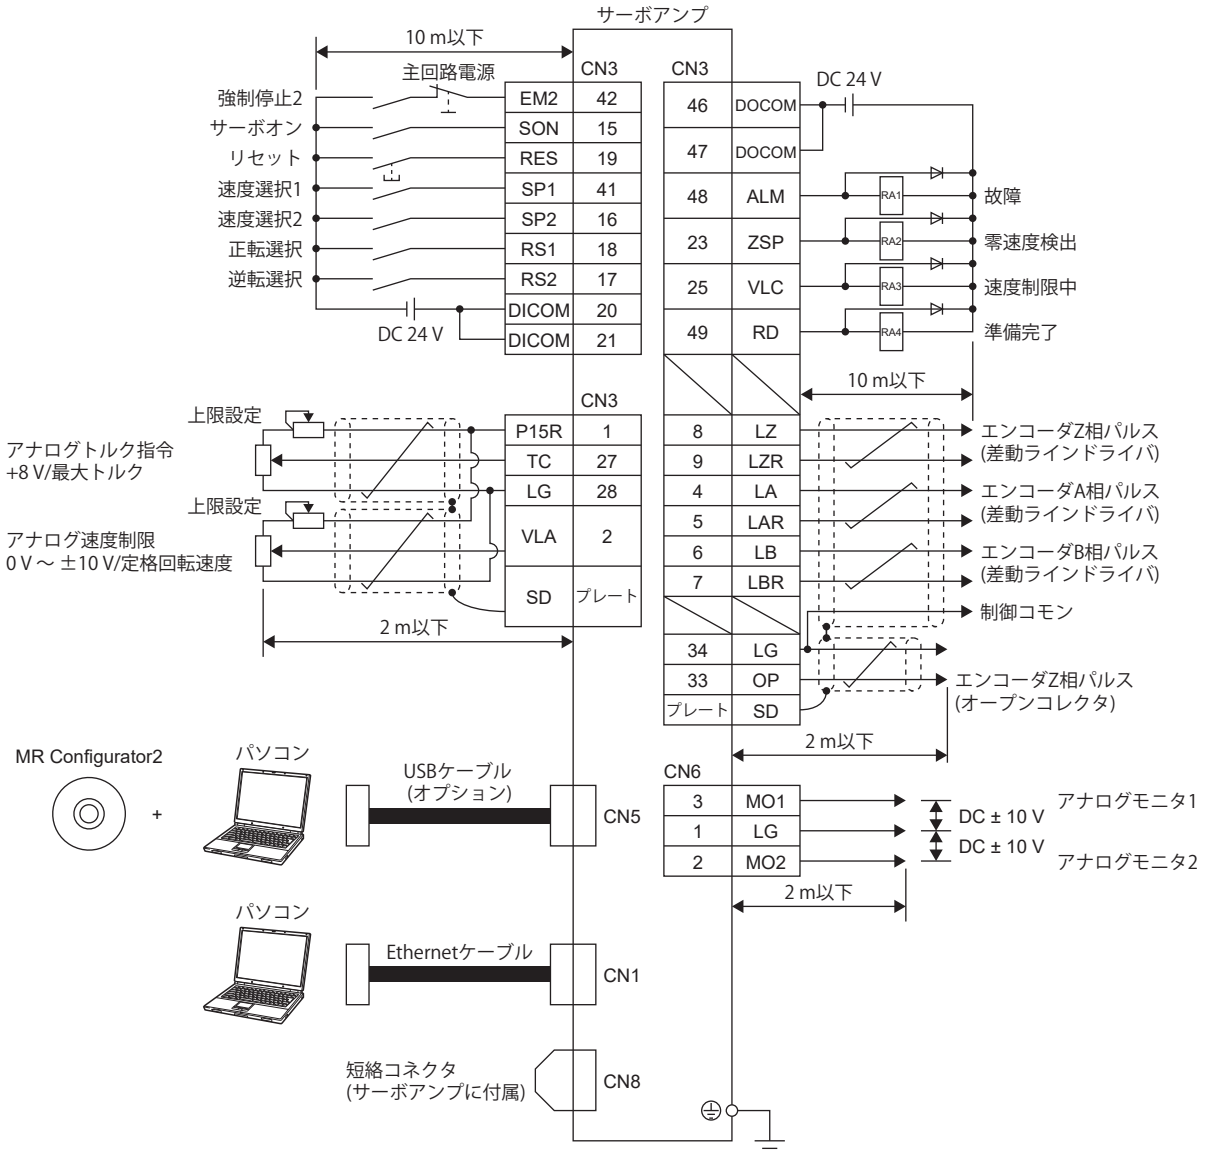 サーボアンプ
10 m以下
主回路電源
CN3
強制停止2 EM2 42
サーボオン SON 15
リセット RES 19
速度選択1 SP1 41
速度選択2 SP2 16
正転選択 RS1 18
逆転選択 RS2 17
DICOM 20
DC 24 V DICOM 21
CN3
DC 24 V
46 DOCOM
47 DOCOM
48 ALM RA1 故障
23 ZSP RA2 零速度検出
25 VLC RA3 速度制限中
49 RD RA4 準備完了
10 m以下
CN3
上限設定
P15R 1
アナログトルク指令
+8 V/最大トルク
TC 27
LG 28
上限設定
アナログ速度制限
0 V ～ ±10 V/定格回転速度
VLA 2
SD プレート
2 m以下
8 LZ エンコーダZ相パルス
(差動ラインドライバ)
9 LZR
4 LA エンコーダA相パルス
(差動ラインドライバ)
5 LAR
6 LB エンコーダB相パルス
(差動ラインドライバ)
7 LBR
制御コモン
34 LG
33 OP エンコーダZ相パルス
(オープンコレクタ)
プレート SD
2 m以下
MR Configurator2
+
パソコン
USBケーブル
(オプション)
CN5
CN6
3 MO1 アナログモニタ1
DC ± 10 V
1 LG
DC ± 10 V
2 MO2 アナログモニタ2
2 m以下
パソコン
Ethernetケーブル
CN1
短絡コネクタ
(サーボアンプに付属)
CN8